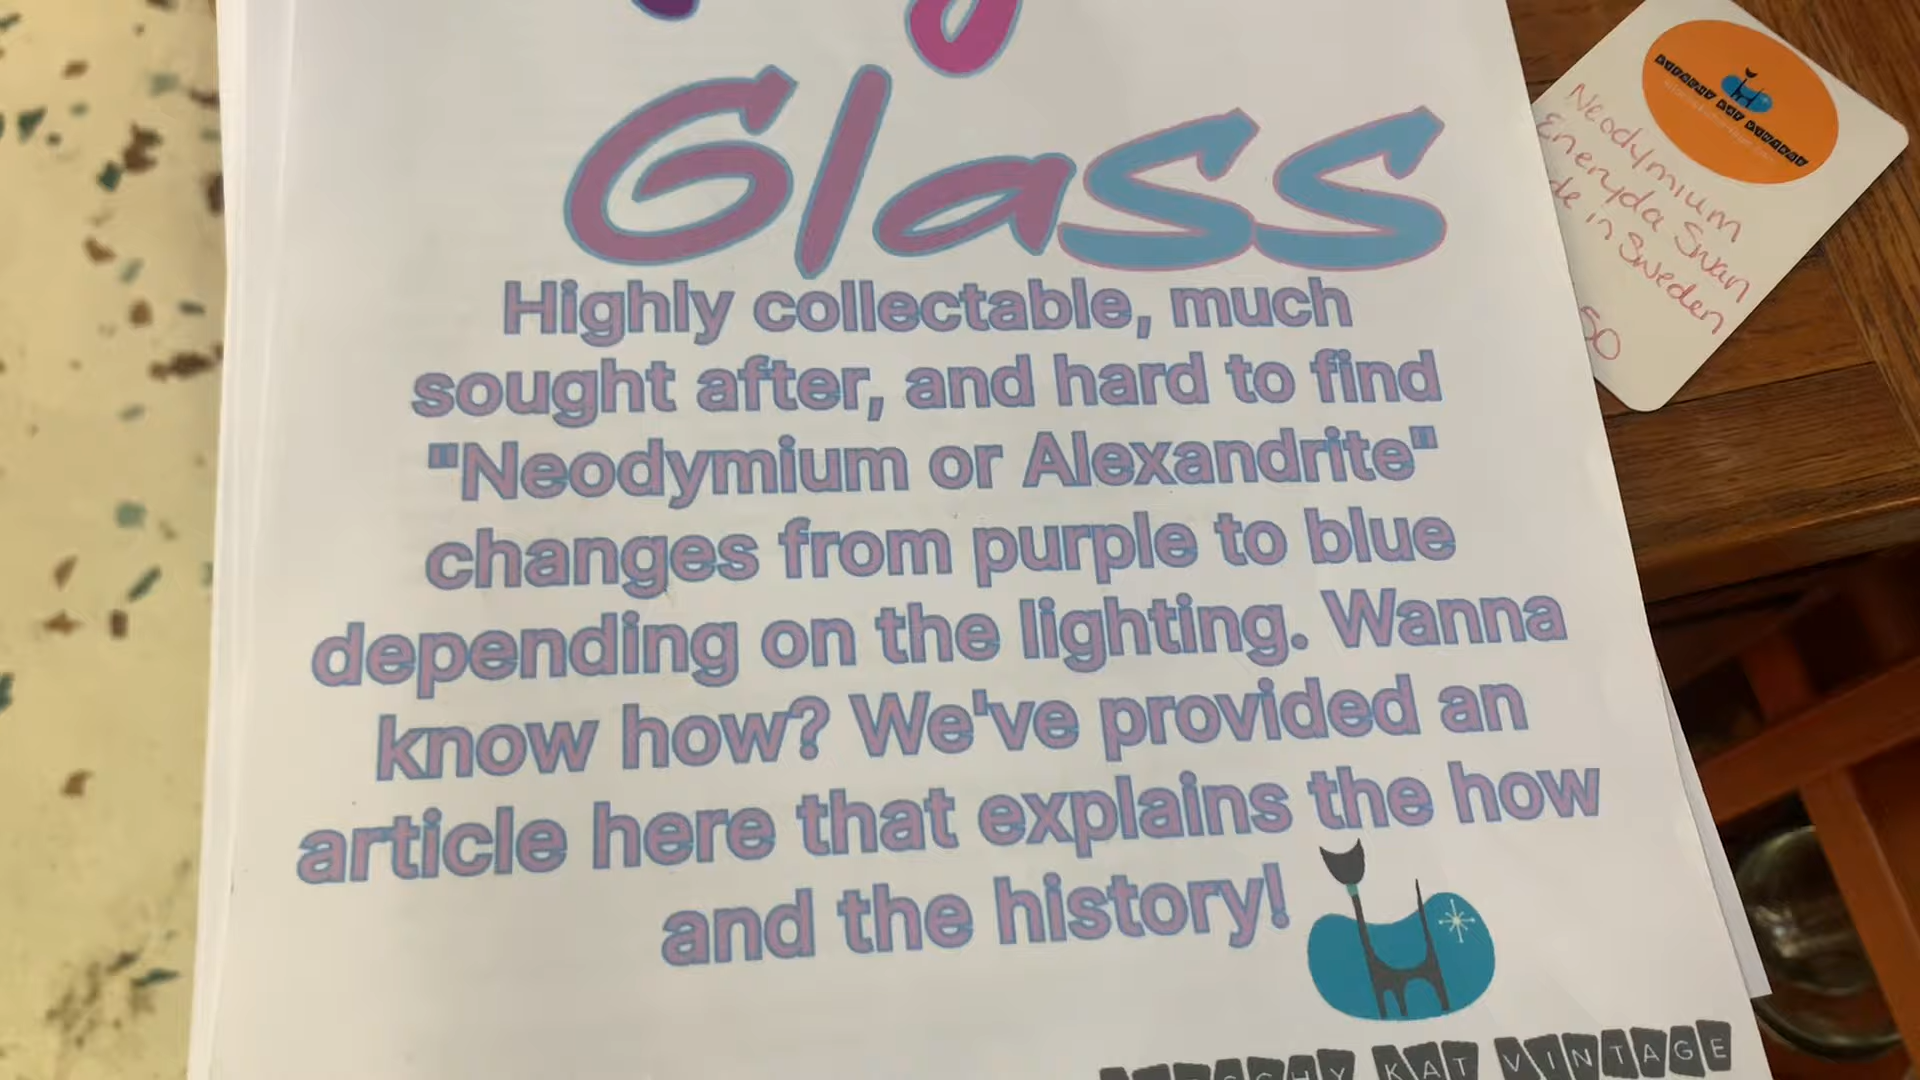 Glass
Highly collectable, much
sought after, and hard to find
"Neodymium or Alexandrite"
changes from purple to blue
depending on the lighting. Wanna
know how? We've provided an
article here that explains the how
and the history!
KAT VINTAGE
Neodymium
Eneryda Swan
in Sweden